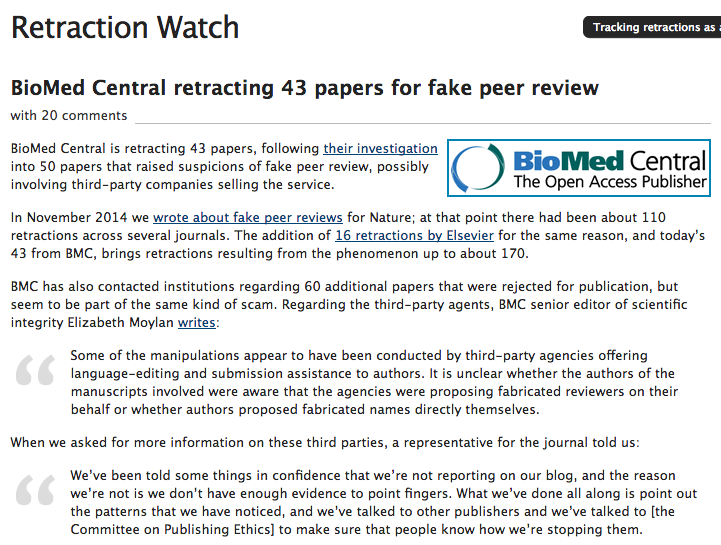 Retraction Watch
Tracking retractions as
BioMed Central retracting 43 papers for fake peer review
with 20 comments
BioMed Central is retracting 43 papers, following their investigation
into 50 papers that raised suspicions of fake peer review, possibly
involving third-party companies selling the service.
BioMed Central
The Open Access Publisher
In November 2014 we wrote about fake peer reviews for Nature; at that point there had been about 110
retractions across several journals. The addition of 16 retractions by Elsevier for the same reason, and today's
43 from BMC, brings retractions resulting from the phenomenon up to about 170.
BMC has also contacted institutions regarding 60 additional papers that were rejected for publication, but
seem to be part of the same kind of scam. Regarding the third-party agents, BMC senior editor of scientific
integrity Elizabeth Moylan writes:
“
Some of the manipulations appear to have been conducted by third-party agencies offering
language-editing and submission assistance to authors. It is unclear whether the authors of the
manuscripts involved were aware that the agencies were proposing fabricated reviewers on their
behalf or whether authors proposed fabricated names directly themselves.
When we asked for more information on these third parties, a representative for the journal told us:
“
We've been told some things in confidence that we're not reporting on our blog, and the reason
we're not is we don't have enough evidence to point fingers. What we've done all along is point out
the patterns that we have noticed, and we've talked to other publishers and we've talked to [the
Committee on Publishing Ethics] to make sure that people know how we're stopping them.